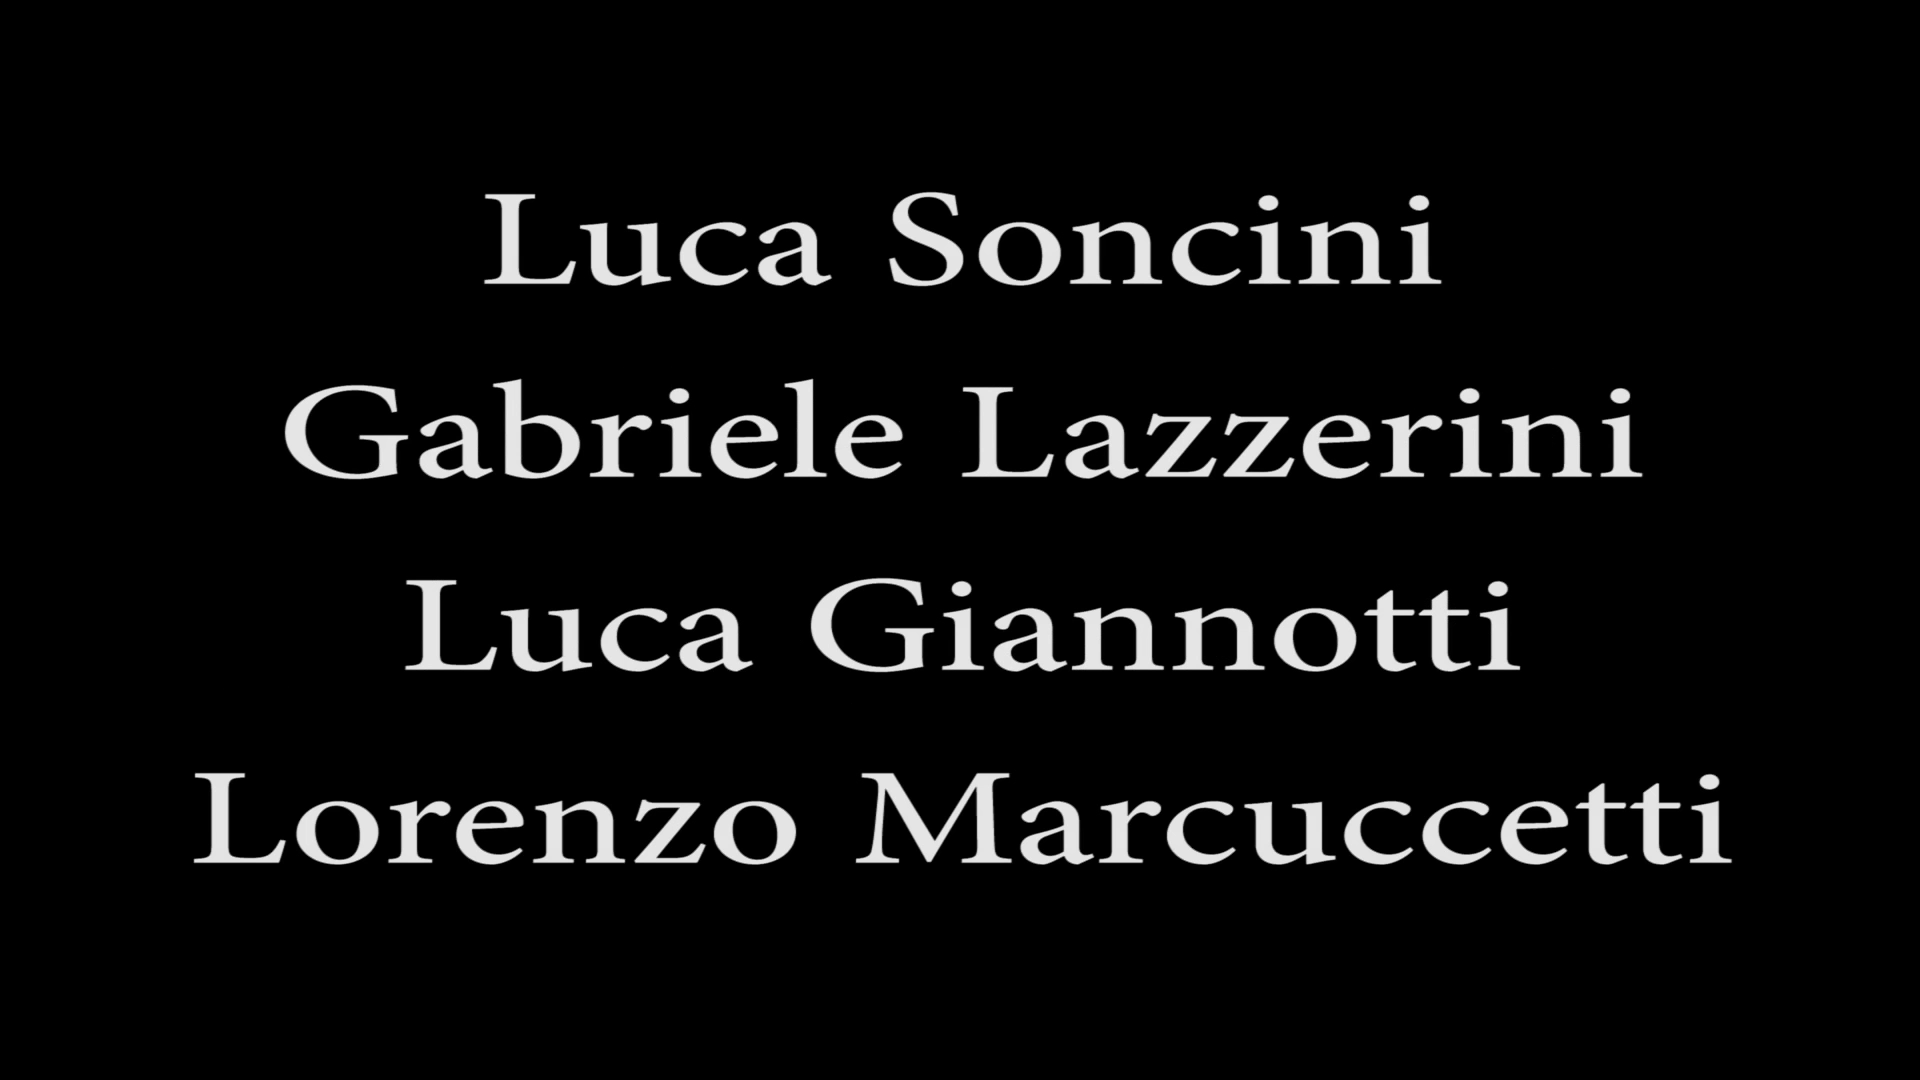 Luca Soncini
Gabriele Lazzerini
Luca Giannotti
Lorenzo Marcuccetti